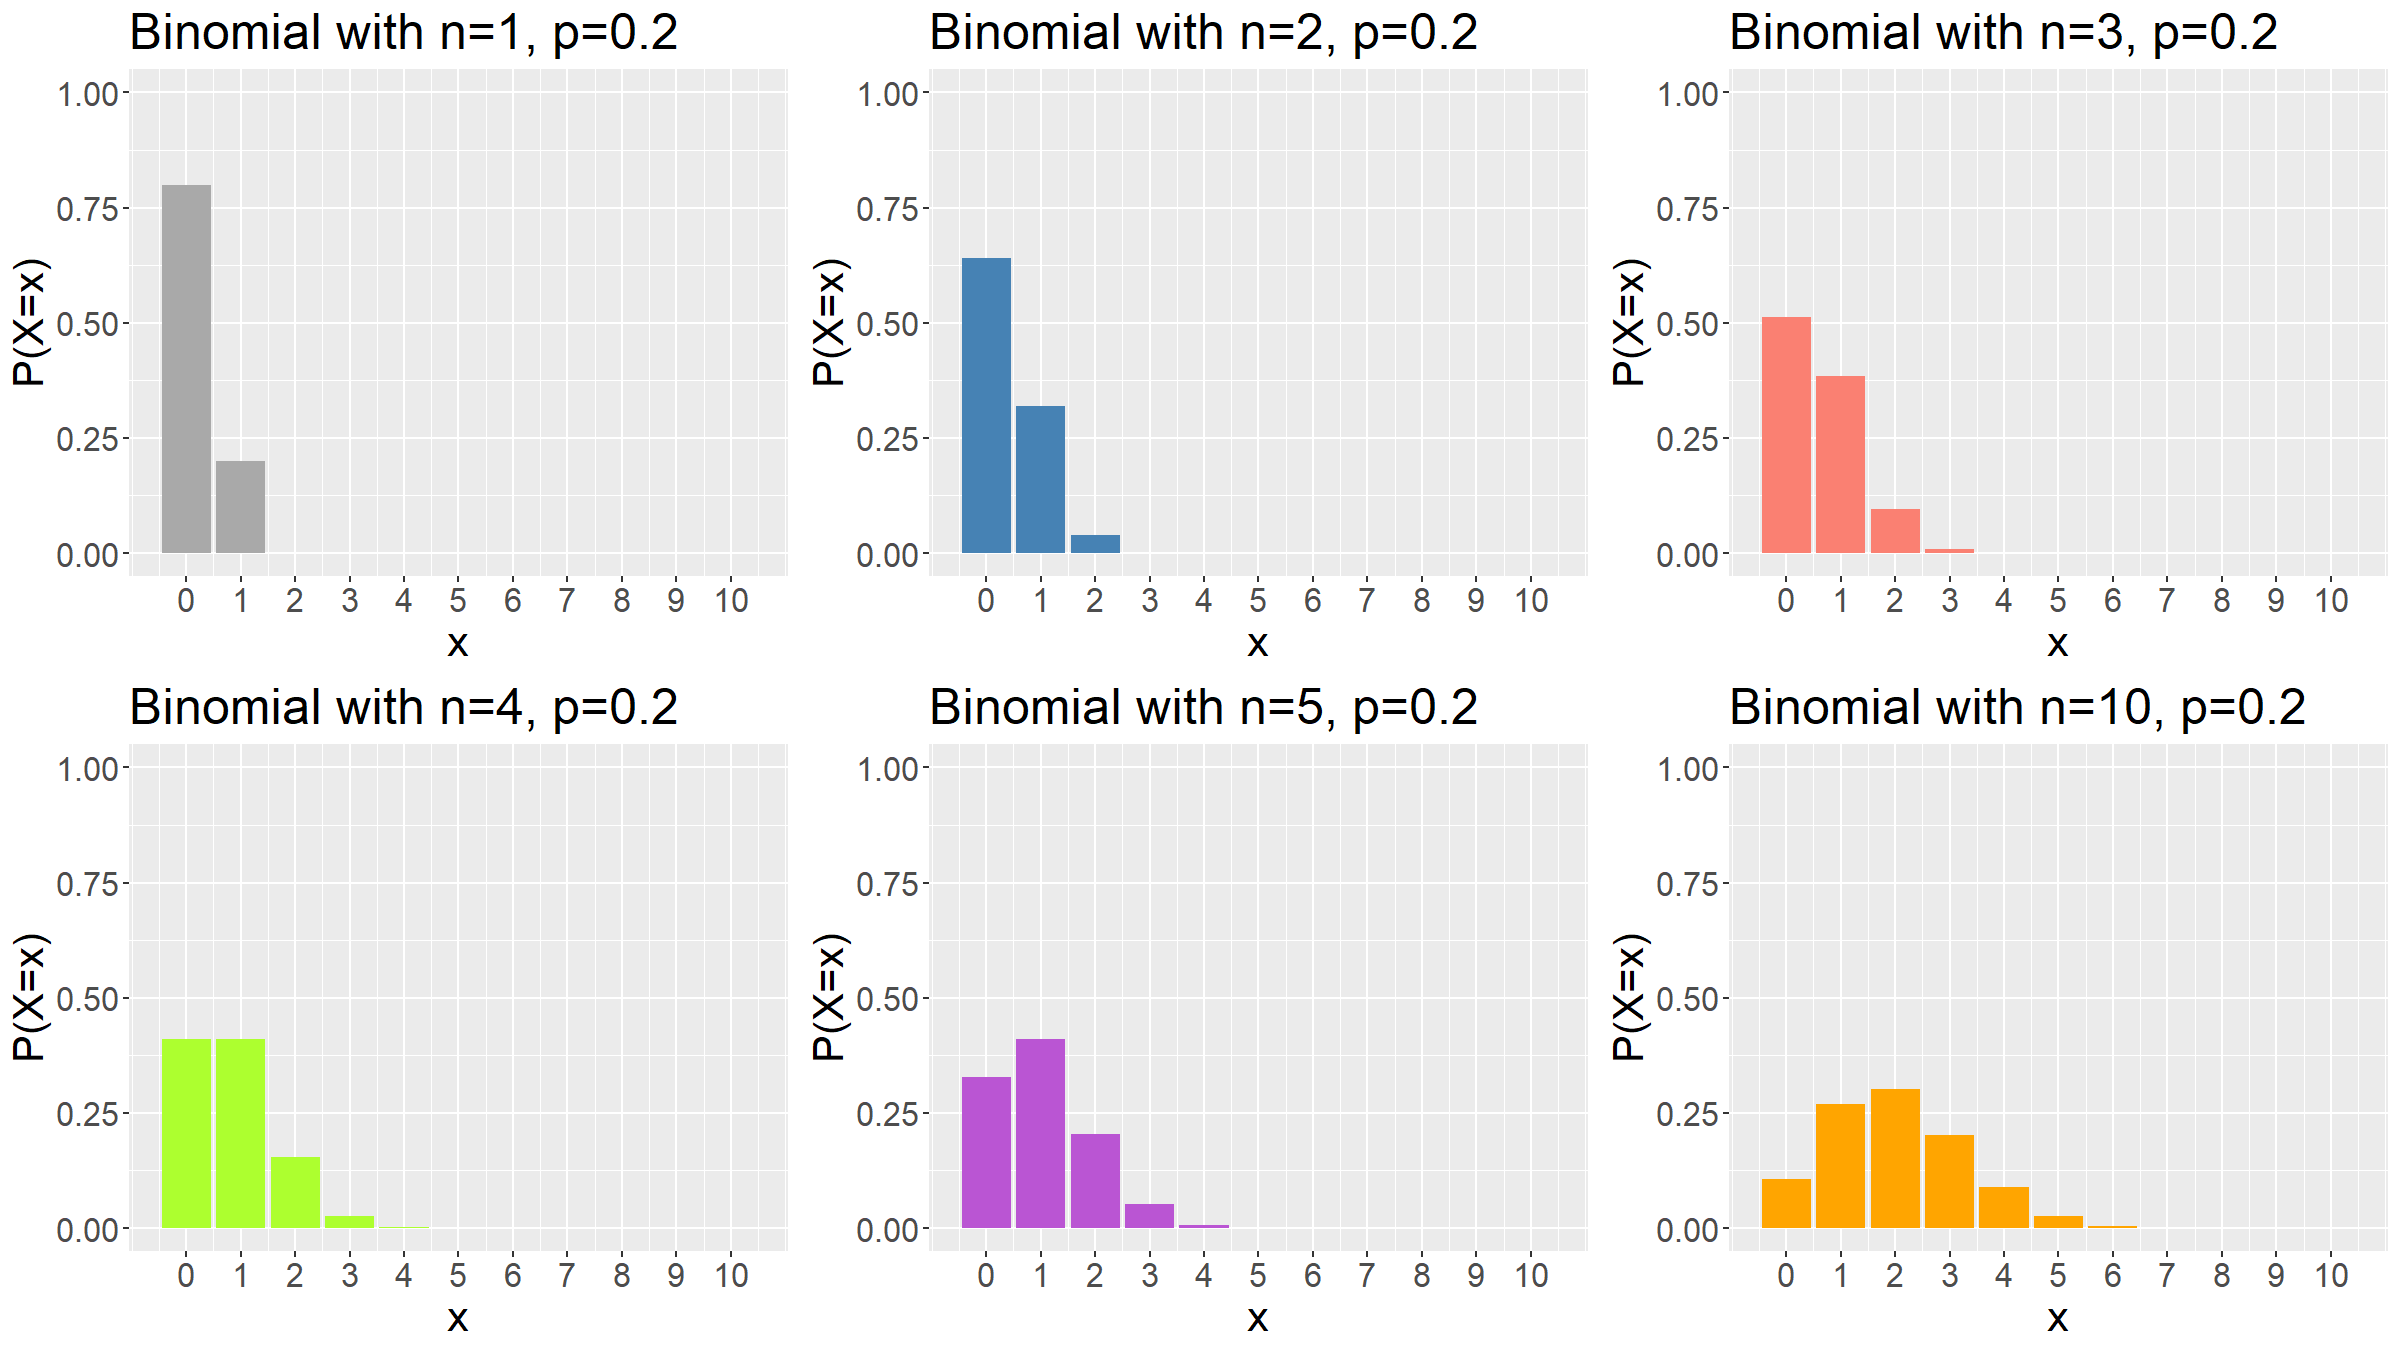 Binomial with n=1, p=0.2
1.00
0.75
0.50
0.25
0.00
P(X=x)
0 1 2 3 4 5 6 7 8 9 10
x
Binomial with n=2, p=0.2
1.00
0.75
0.50
0.25
0.00
P(X=x)
0 1 2 3 4 5 6 7 8 9 10
x
Binomial with n=3, p=0.2
1.00
0.75
0.50
0.25
0.00
P(X=x)
0 1 2 3 4 5 6 7 8 9 10
x
Binomial with n=4, p=0.2
1.00
0.75
0.50
0.25
0.00
P(X=x)
0 1 2 3 4 5 6 7 8 9 10
x
Binomial with n=5, p=0.2
1.00
0.75
0.50
0.25
0.00
P(X=x)
0 1 2 3 4 5 6 7 8 9 10
x
Binomial with n=10, p=0.2
1.00
0.75
0.50
0.25
0.00
P(X=x)
0 1 2 3 4 5 6 7 8 9 10
x